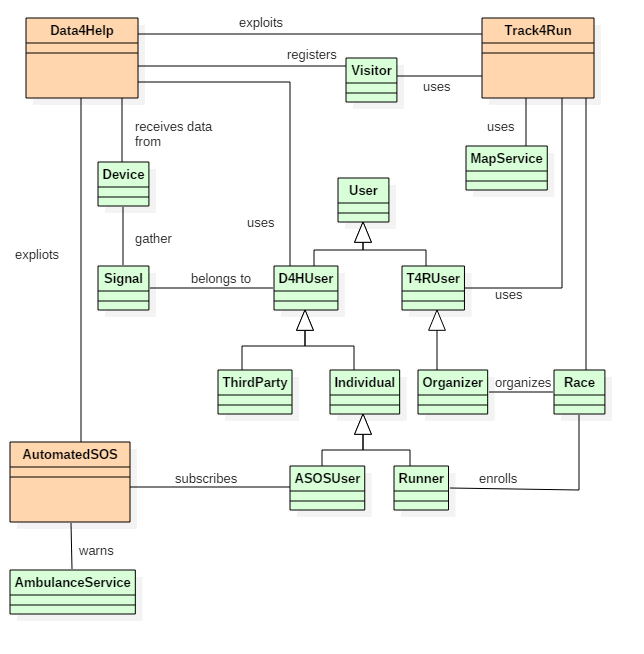 exploits
Data4Help
Track4Run
registers
Visitor
uses
receives data
from
uses
MapService
Device
User
uses
gather
expliots
Signal
belongs to
D4HUser
T4RUser
uses
ThirdParty
Individual
Organizer
organizes
Race
AutomatedSOS
subscribes
ASOSUser
Runner
enrolls
warns
AmbulanceService